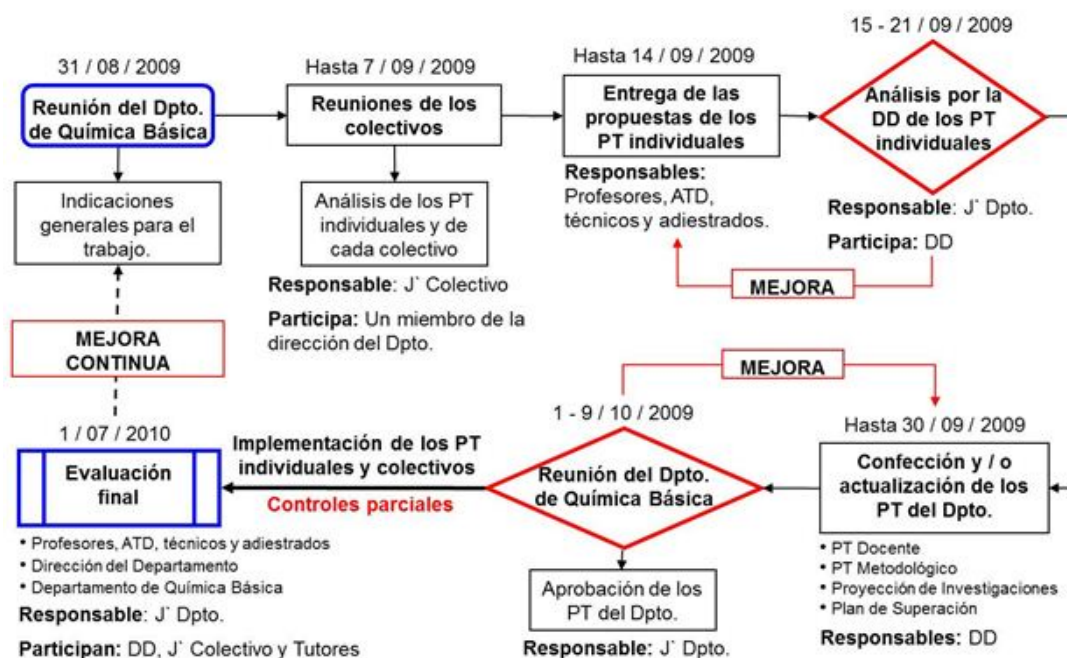 31 / 08 / 2009
Reunión del Dpto.
de Química Básica
Indicaciones
generales para el
trabajo.
Hasta 7 / 09 / 2009
Reuniones de los
colectivos
Análisis de los PT
individuales y de
cada colectivo
Responsable: J` Colectivo
Participa: Un miembro de la
dirección del Dpto.
Hasta 14 / 09 / 2009
Entrega de las
propuestas de los
PT individuales
Responsables:
Profesores, ATD,
técnicos y adiestrados.
15 - 21 / 09 / 2009
Análisis por la
DD de los PT
individuales
Responsable: J` Dpto.
Participa: DD
MEJORA
MEJORA
CONTINUA
MEJORA
Hasta 30 / 09 / 2009
Confección y / o
actualización de los
PT del Dpto.
• PT Docente
• PT Metodológico
• Proyección de Investigaciones
• Plan de Superación
Responsables: DD
1 - 9 / 10 / 2009
Reunión del Dpto.
de Química Básica
Aprobación de los
PT del Dpto.
Responsable: J` Dpto.
Implementación de los PT
individuales y colectivos
Controles parciales
1 / 07 / 2010
Evaluación
final
• Profesores, ATD, técnicos y adiestrados
• Dirección del Departamento
• Departamento de Química Básica
Responsable: J` Dpto.
Participan: DD, J` Colectivo y Tutores